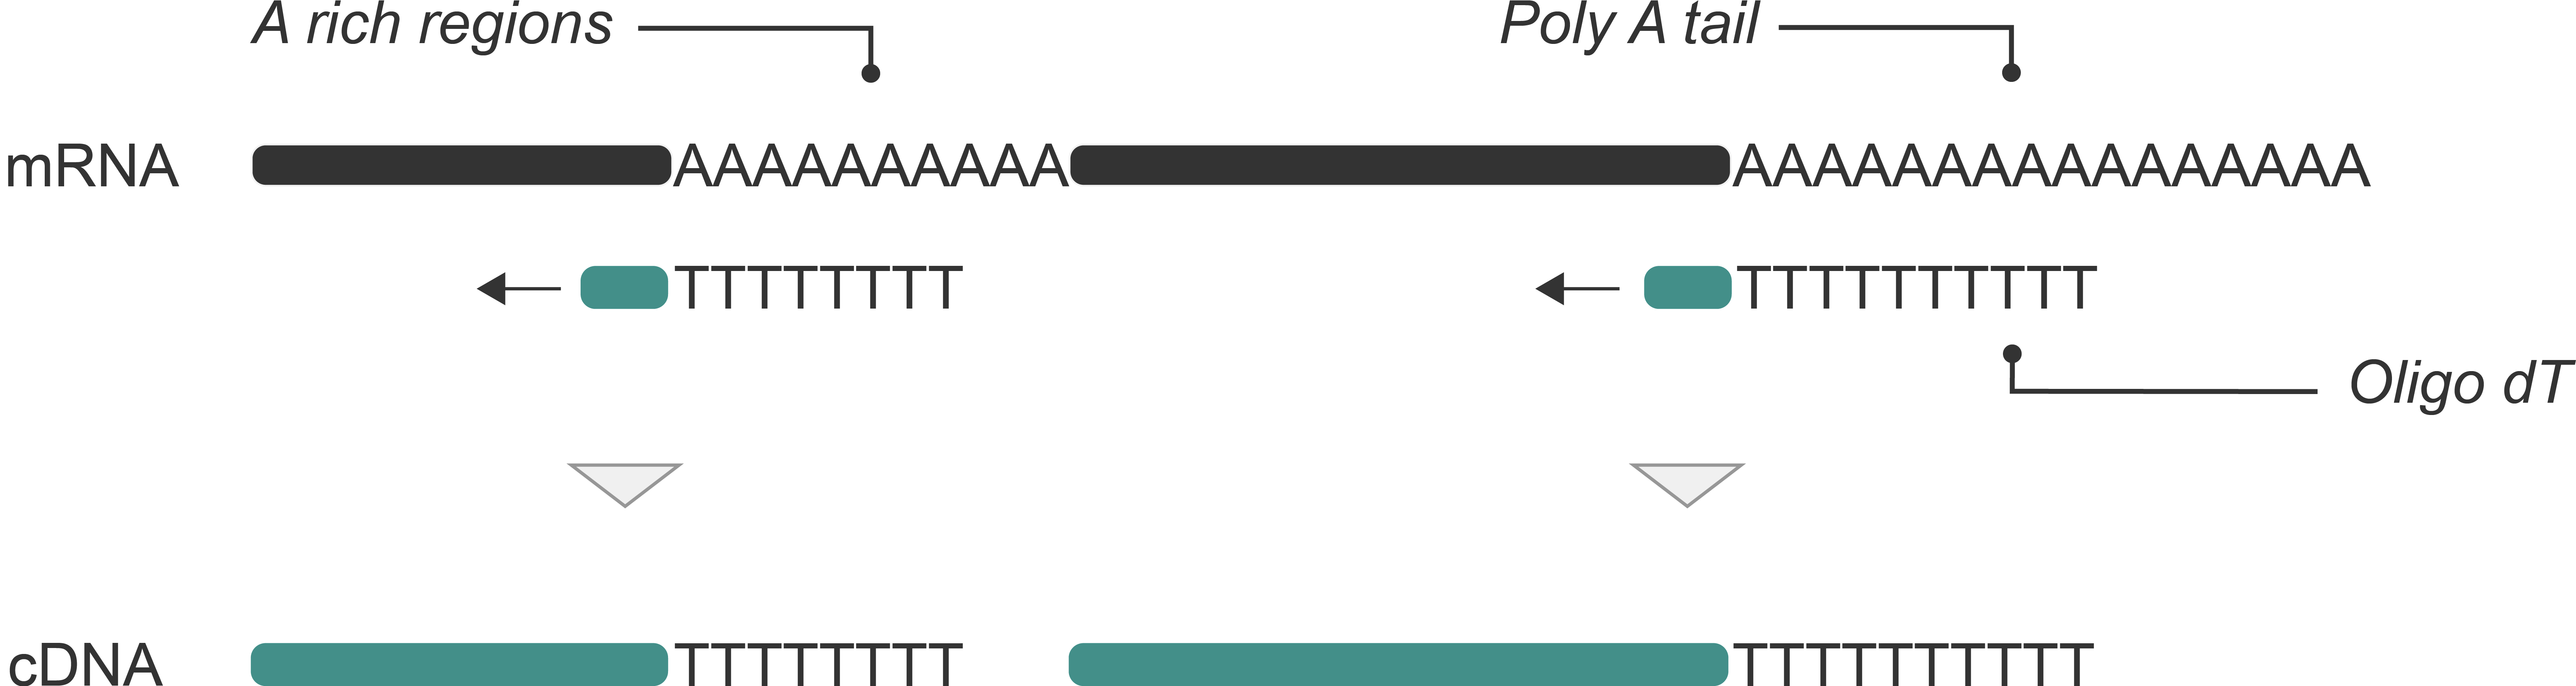 A rich regions
Poly A tail
mRNA AAAAAAAAAA AAAAAAAAAAAAAAAA
TTTTTTTT TTTTTTTTTT
Oligo dT
cDNA TTTTTTTT TTTTTTTTTT